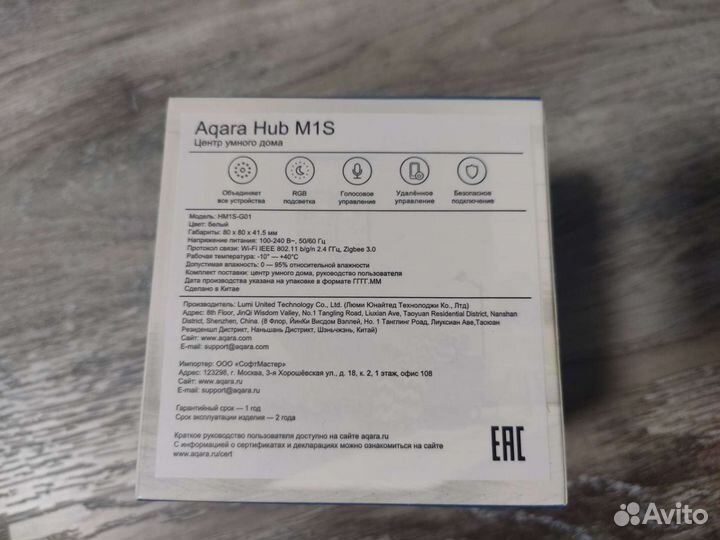 Aqara Hub M1S
Центр умного дома
Объединяет
все устройства
RGB
подсветка
Голосовое
управление
Удалённое
управление
Безопасное
подключение
Модель: HM1S-G01
Цвет: белый
Габариты: 80 x 80 x 41.5 мм
Напряжение питания: 100-240 В~, 50/60 Гц
Протокол связи: Wi-Fi IEEE 802.11 b/g/n 2.4 ГГц, Zigbee 3.0
Рабочая температура: -10° — +40°C
Допустимая влажность: 0 — 95% относительной влажности
Комплект поставки: центр умного дома, руководство пользователя
Дата производства указана на упаковке в формате ГГГГ.ММ
Сделано в Китае
Производитель: Lumi United Technology Co., Ltd. (Люми Юнайтед Технолоджи Ко., Лтд)
Адрес: 8th Floor, JinQi Wisdom Valley, No.1 Tangling Road, Liuxian Ave, Taoyuan Residential District, Nanshan
District, Shenzhen, China. (8 Флор, ЙинКи Висдом Вэллей, Но. 1 Танглинг Роад, Лиуксиан Аве,Таоюан
Резиденшл Дистрикт, Наньшань Дистрикт, Шэньчжэнь, Китай)
Сайт: www.aqara.com
E-mail: support@aqara.com
Импортер: ООО «СофтМастер»
Адрес: 123298, г. Москва, 3-я Хорошёвская ул., д. 18, к. 2, 1 этаж, офис 108
Сайт: www.aqara.ru
E-mail: support@aqara.ru
Гарантийный срок — 1 год
Срок эксплуатации изделия — 2 года
Краткое руководство пользователя доступно на сайте aqara.ru
С информацией о сертификатах и декларациях можно ознакомиться на сайте
www.aqara.ru/cert
EAC
Avito